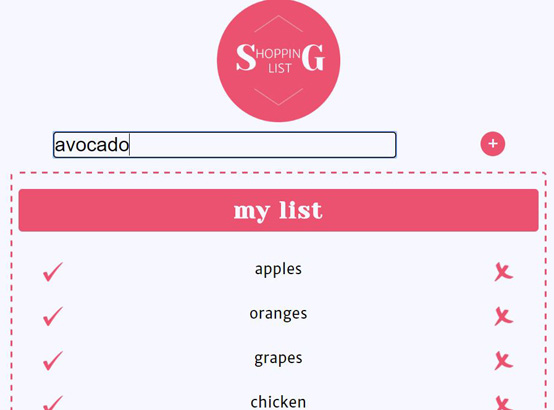 SHOPPING
LIST
avocado
+
my list
apples
oranges
grapes
chicken